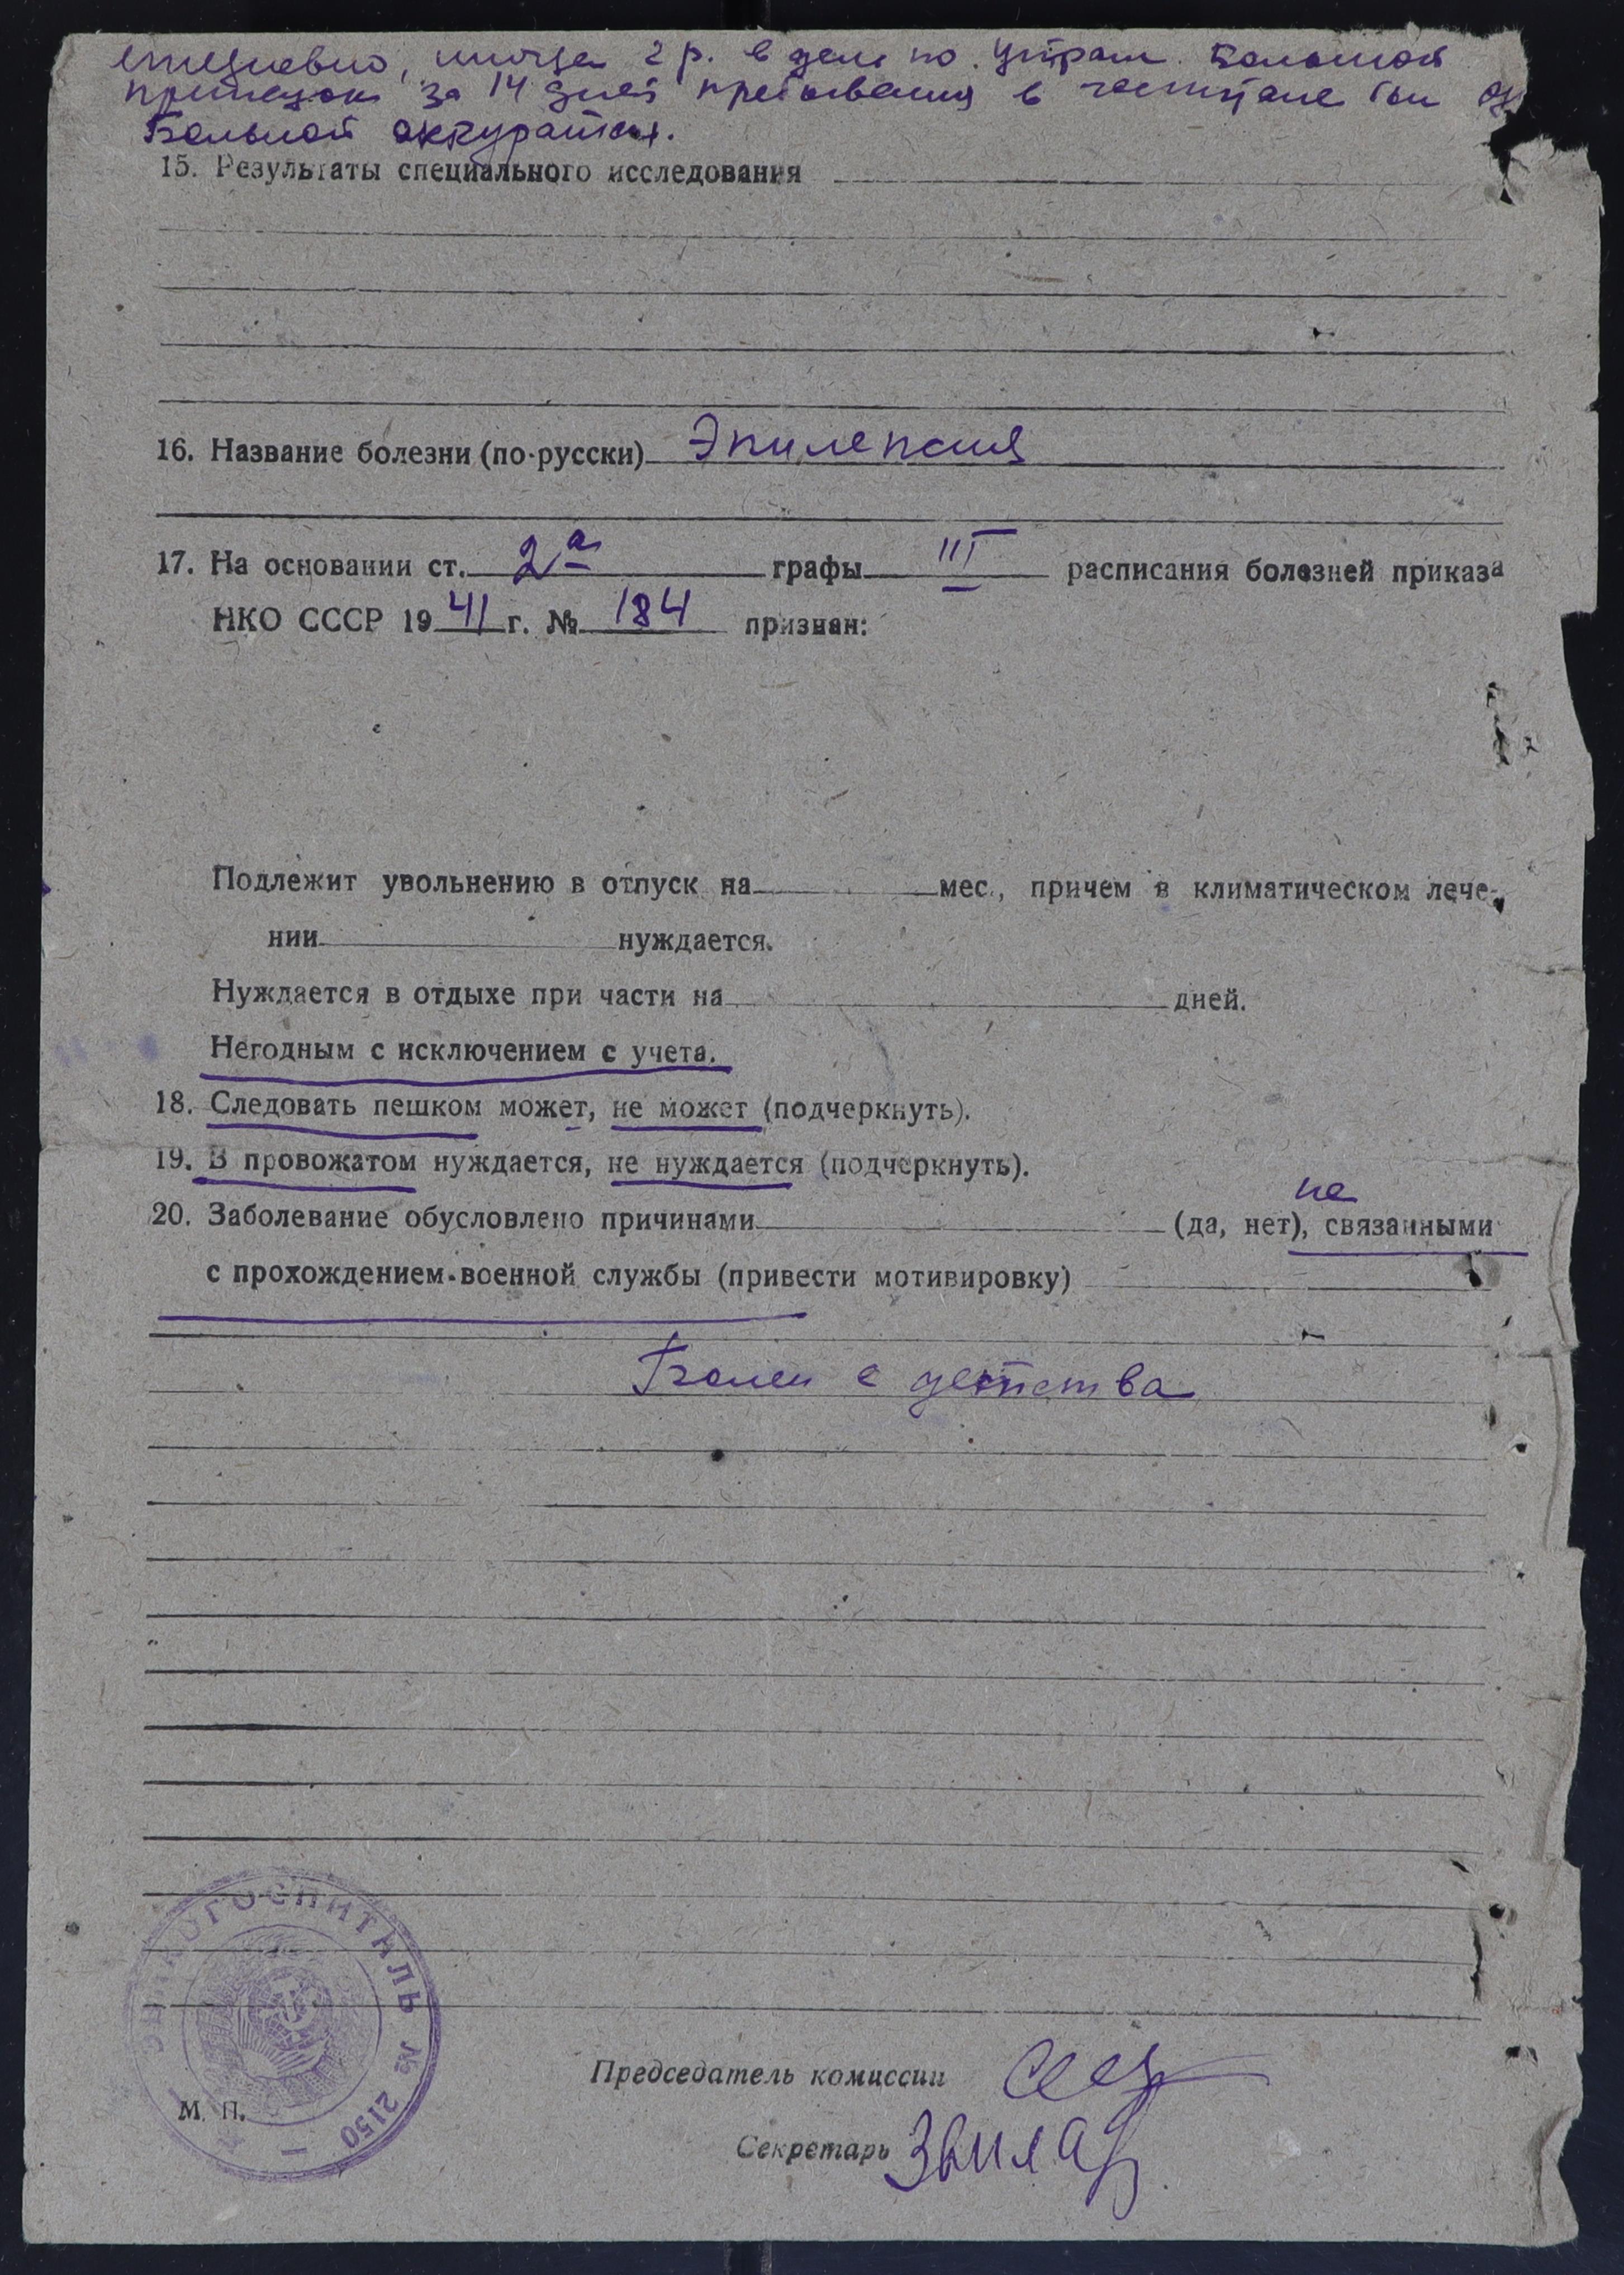 ежедневно, иногда 2 р. в день по утрам. Большой
припадок за 14 дней пребывания в госпитале был
Больной аккуратен.
15. Результаты специального исследования
16. Название болезни (по-русски) Эпилепсия
17. На основании ст. 2а графы III расписания болезней приказа
НКО СССР 1941 г. № 184 признан:
Подлежит увольнению в отпуск на мес., причем в климатическом лече-
нии нуждается.
Нуждается в отдыхе при части на дней.
Негодным с исключением с учета.
18. Следовать пешком может, не может (подчеркнуть).
19. В провожатом нуждается, не нуждается (подчеркнуть).
не
20. Заболевание обусловлено причинами (да, нет), связанными
с прохождением военной службы (привести мотивировку)
Болен с детства
ЭВАКОГОСПИТАЛЬ № 2150
Председатель комиссии
М. П.
Секретарь